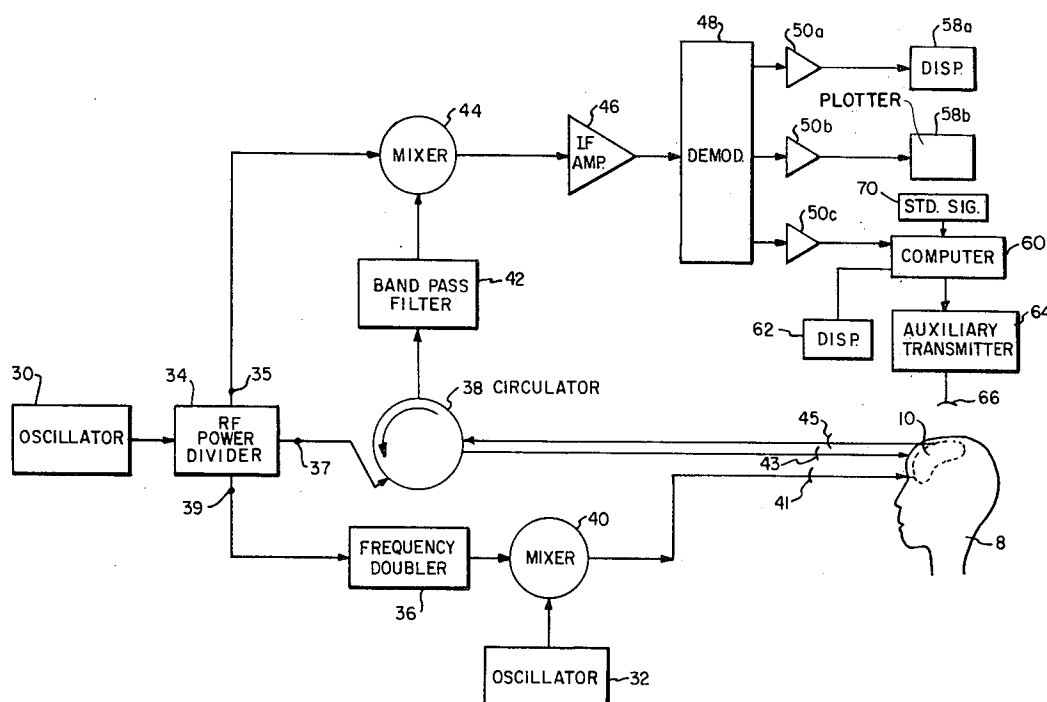 48
50a
58a
DISP.
44
MIXER
46
I.F
AMP.
PLOTTER
DEMOD.
50b
58b
70
STD. SIG.
50c
COMPUTER
60
BAND PASS
FILTER
42
62
DISP.
AUXILIARY
TRANSMITTER
64
66
30
OSCILLATOR
34
35
RF
POWER
DIVIDER
37
39
38 CIRCULATOR
45
43
41
10
8
FREQUENCY
DOUBLER
36
40
MIXER
OSCILLATOR
32